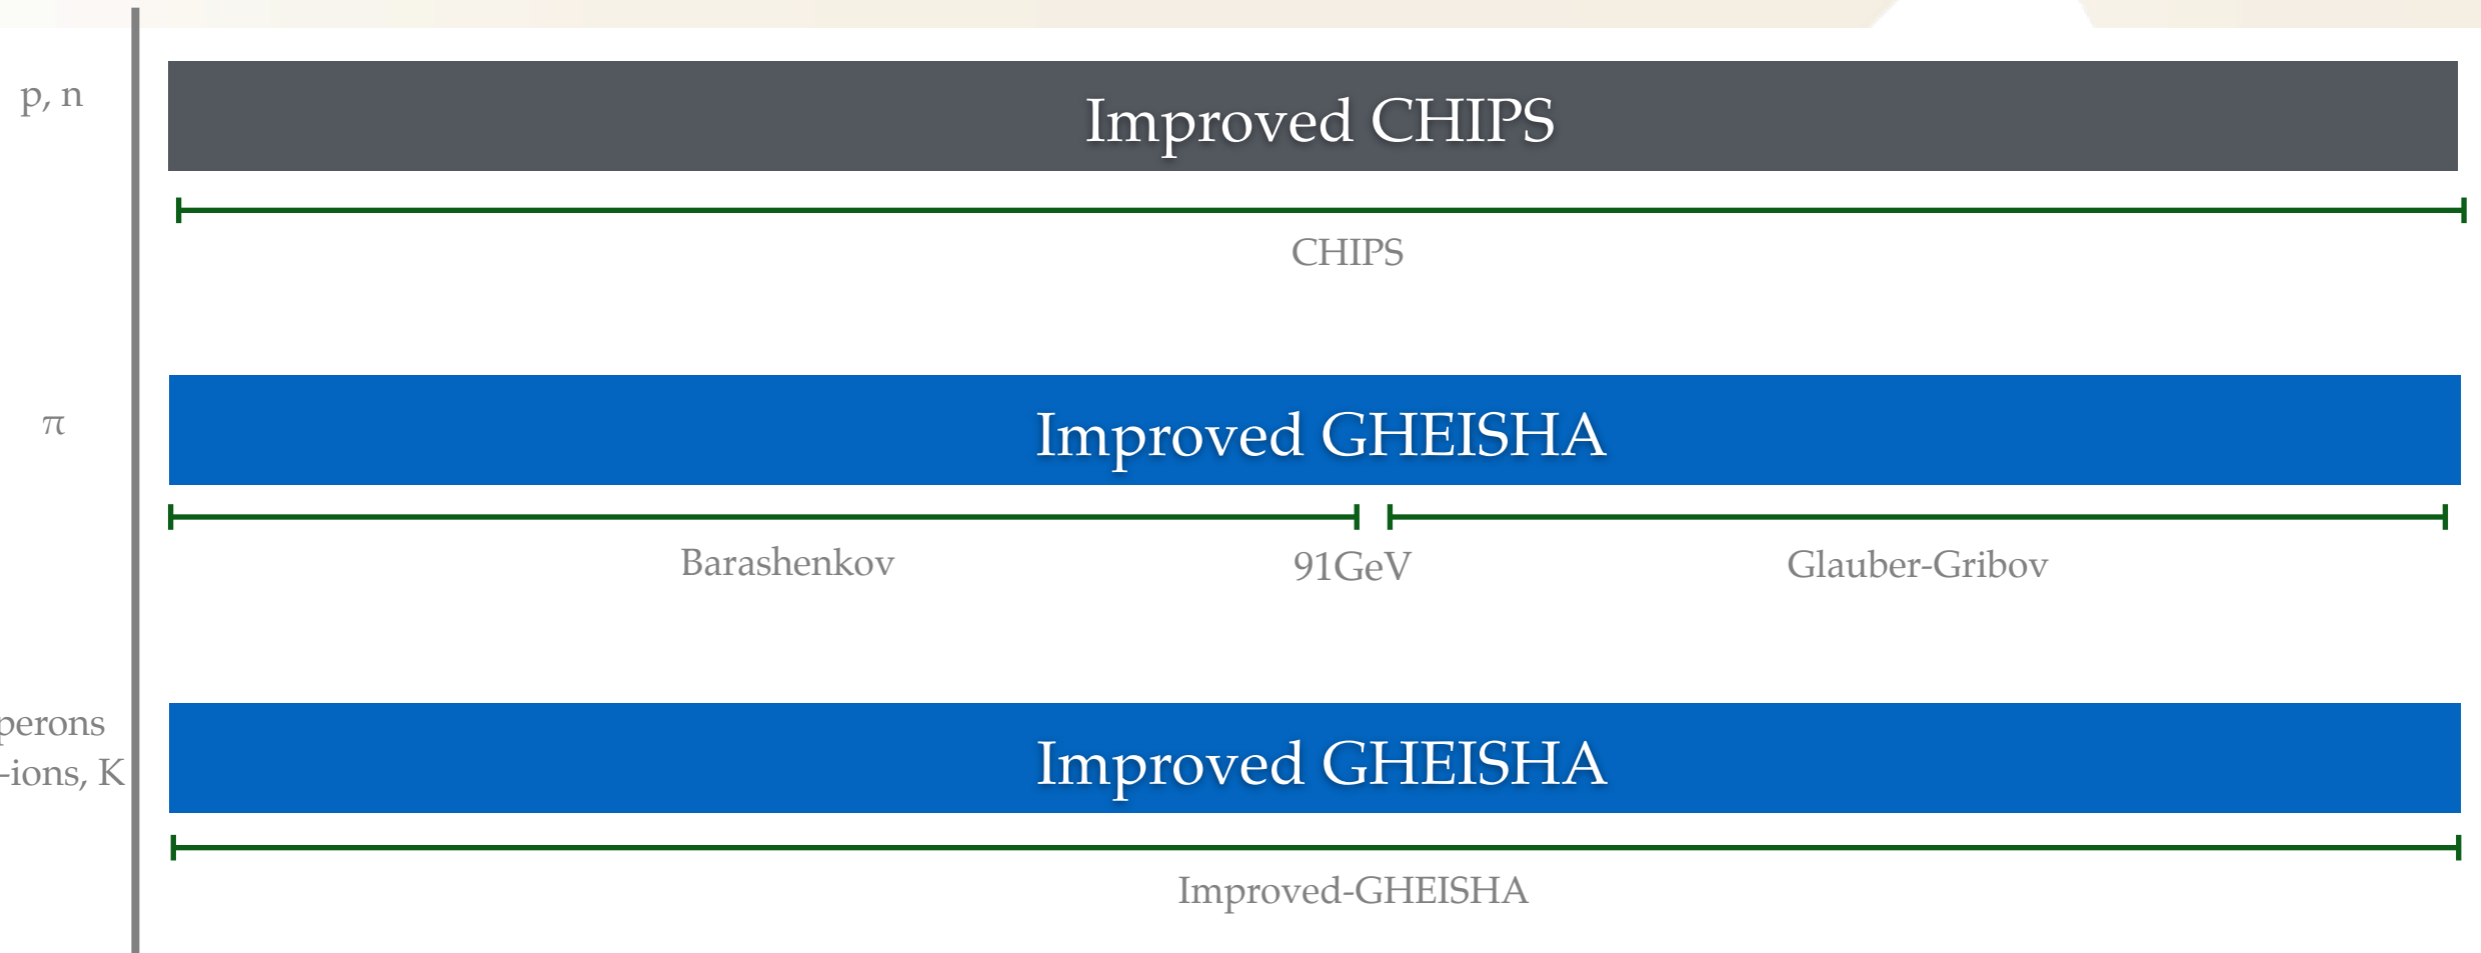 p, n
Improved CHIPS
CHIPS
π
Improved GHEISHA
Barashenkov
91GeV
Glauber-Gribov
perons
-ions, K
Improved GHEISHA
Improved-GHEISHA